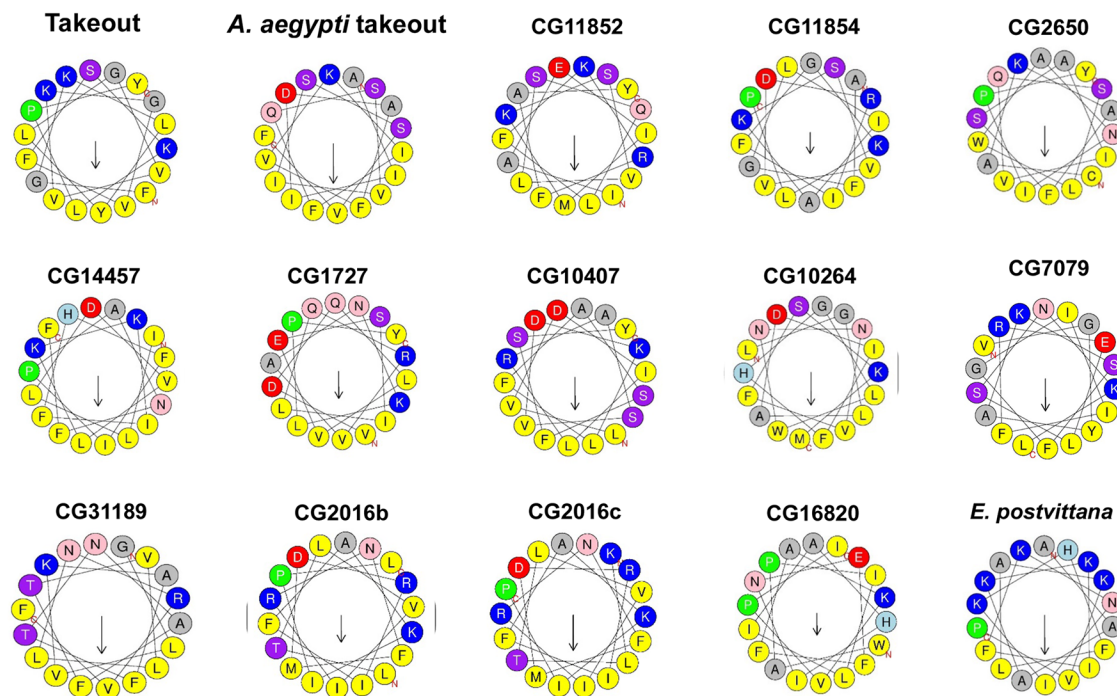 Takeout
S G Y G L K V F V Y L V G F L P K K
N
A. aegypti takeout
K A S A S I I V F V F I I V F Q D S
CG11852
E K S Y Q I R V I L M F L A F K A S
N
CG11854
G S A R I K V F I A L V G F K P D L
CG2650
A A Y S A N I C L F I V A W S P Q K
N
CG14457
D A K I F V N I L I L F F L P K F H
N C
CG1727
Q N S Y R L K I V V V L L D A E P Q
N
CG10407
D A A Y K I S S L L L F V V F R S D
N
CG10264
S G G N I K L L V F M W A F H L N D
N C
CG7079
N I G E S K I Y L F L F A S G V R K
N C
CG31189
N G V A R A L L F V F V L T F T K N
CG2016b
A N L R V K F L I I I M T F R P D L
N
CG2016c
A N K R V K F L I I I M T F R P D L
CG16820
A I E I K H W F L V I A F I P N P A
N
E. postvittana
A H K K N A F I V I A L F P K K A K
N